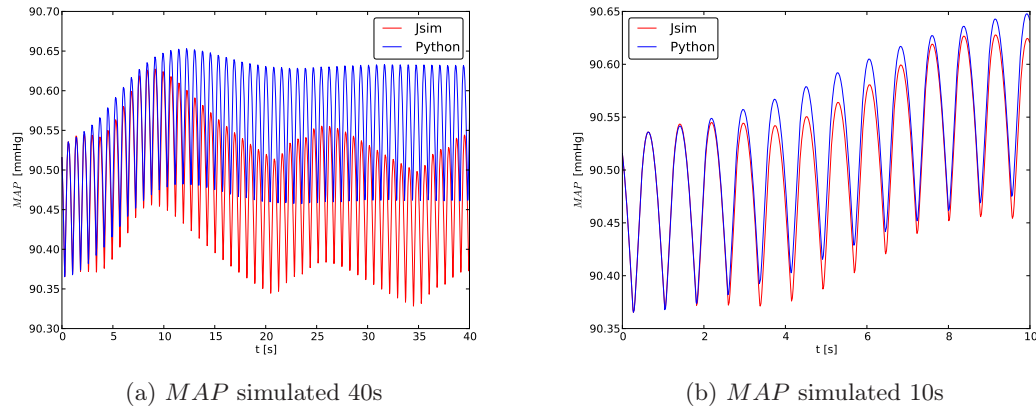 90.70
90.65
90.60
90.55
90.50
90.45
90.40
90.35
90.30
MAP [mmHg]
Jsim
Python
0 5 10 15 20 25 30 35 40
t [s]
(a) MAP simulated 40s
90.65
90.60
90.55
90.50
90.45
90.40
90.35
MAP [mmHg]
Jsim
Python
0 2 4 6 8 10
t [s]
(b) MAP simulated 10s